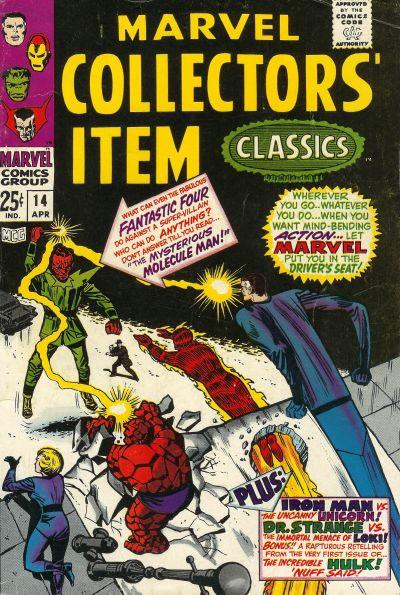 APPROVED
BY THE
COMICS
CODE
AUTHORITY
MARVEL
COLLECTORS'
ITEM
CLASSICS
MARVEL
COMICS
GROUP
25¢
IND.
14
APR
MCG
WHAT CAN EVEN THE FABULOUS
FANTASTIC FOUR
DO AGAINST A SUPER-VILLAIN
WHO CAN DO ANYTHING?
DON'T ANSWER TILL YOU READ...
"THE MYSTERIOUS
MOLECULE MAN!"
WHEREVER
YOU GO...WHATEVER
YOU DO...WHEN YOU
WANT MIND-BENDING
ACTION... LET
MARVEL
PUT YOU IN THE
DRIVER'S SEAT!
PLUS:
IRON MAN VS.
THE UNCANNY UNICORN!
DR. STRANGE VS.
THE IMMORTAL MENACE OF LOKI!
BONUS!! A RAPTUROUS RETELLING
FROM THE VERY FIRST ISSUE OF...
THE INCREDIBLE HULK!
'NUFF SAID!